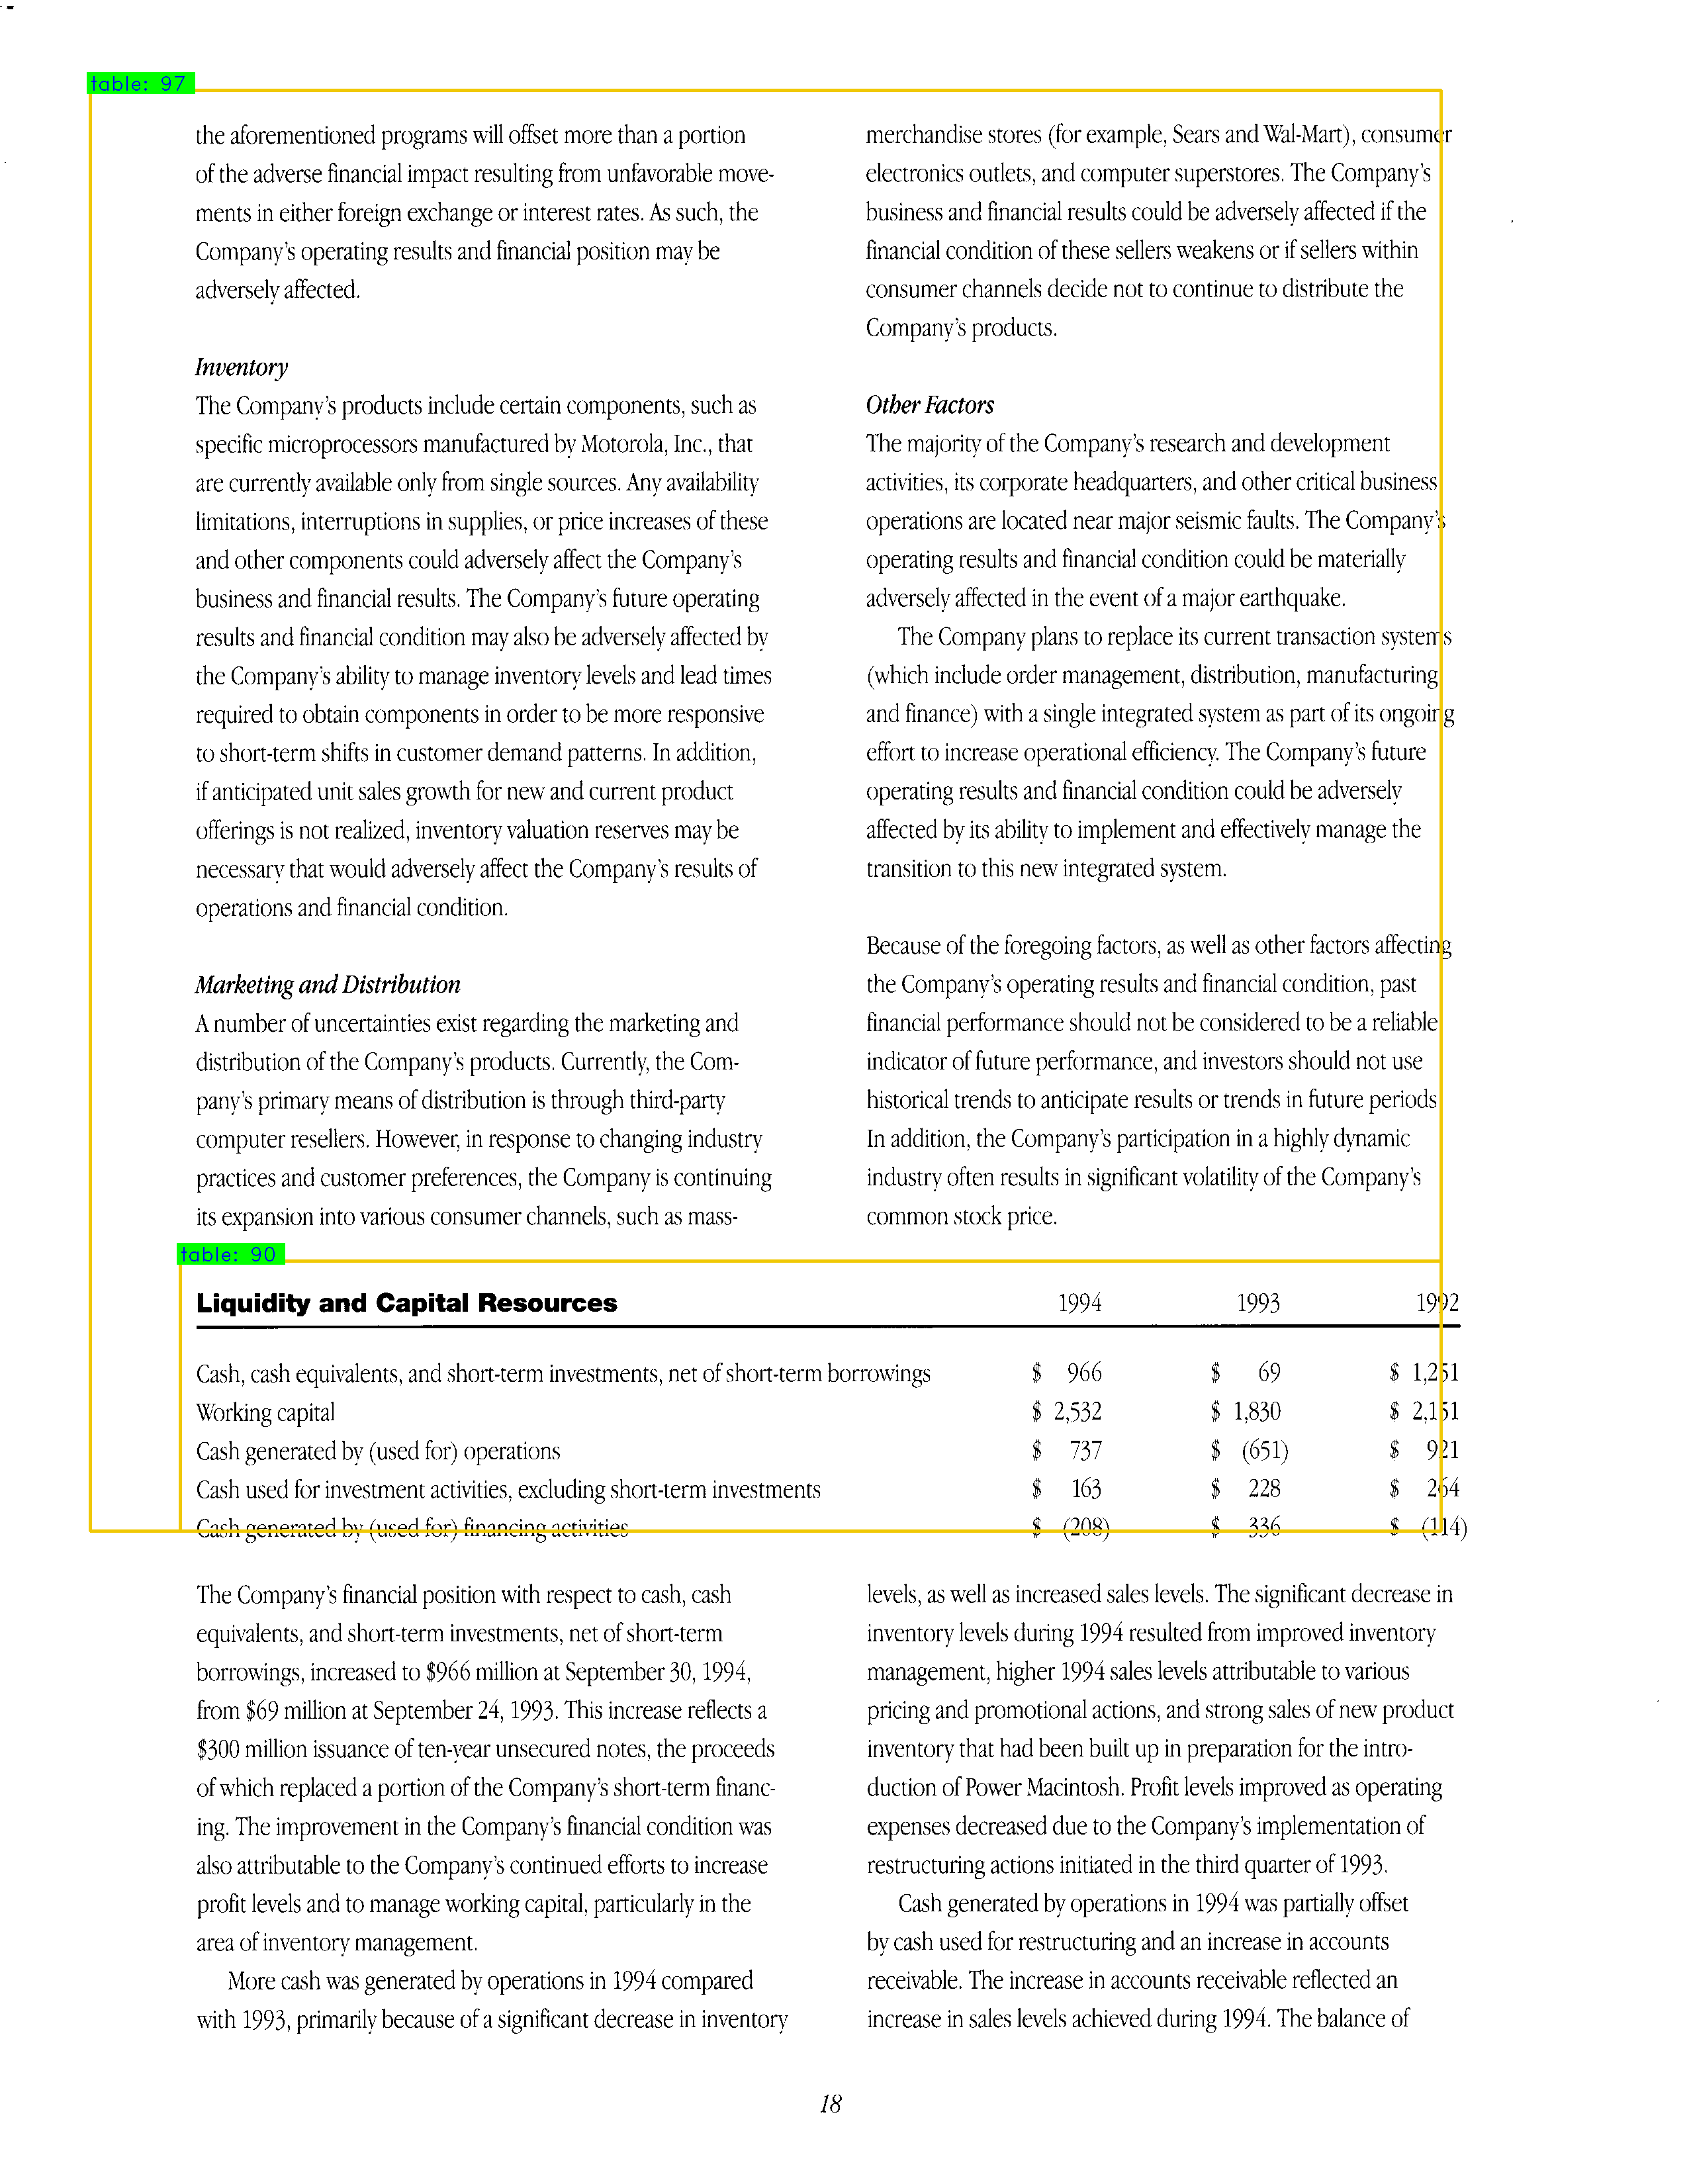 table: 97
the aforementioned programs will offset more than a portion
of the adverse financial impact resulting from unfavorable move-
ments in either foreign exchange or interest rates. As such, the
Company's operating results and financial position may be
adversely affected.
Inventory
The Company's products include certain components, such as
specific microprocessors manufactured by Motorola, Inc., that
are currently available only from single sources. Any availability
limitations, interruptions in supplies, or price increases of these
and other components could adversely affect the Company's
business and financial results. The Company's future operating
results and financial condition may also be adversely affected by
the Company's ability to manage inventory levels and lead times
required to obtain components in order to be more responsive
to short-term shifts in customer demand patterns. In addition,
if anticipated unit sales growth for new and current product
offerings is not realized, inventory valuation reserves may be
necessary that would adversely affect the Company's results of
operations and financial condition.
Marketing and Distribution
A number of uncertainties exist regarding the marketing and
distribution of the Company's products. Currently, the Com-
pany's primary means of distribution is through third-party
computer resellers. However, in response to changing industry
practices and customer preferences, the Company is continuing
its expansion into various consumer channels, such as mass-
merchandise stores (for example, Sears and Wal-Mart), consumer
electronics outlets, and computer superstores. The Company's
business and financial results could be adversely affected if the
financial condition of these sellers weakens or if sellers within
consumer channels decide not to continue to distribute the
Company's products.
Other Factors
The majority of the Company's research and development
activities, its corporate headquarters, and other critical business
operations are located near major seismic faults. The Company's
operating results and financial condition could be materially
adversely affected in the event of a major earthquake.
The Company plans to replace its current transaction systems
(which include order management, distribution, manufacturing
and finance) with a single integrated system as part of its ongoing
effort to increase operational efficiency. The Company's future
operating results and financial condition could be adversely
affected by its ability to implement and effectively manage the
transition to this new integrated system.
Because of the foregoing factors, as well as other factors affecting
the Company's operating results and financial condition, past
financial performance should not be considered to be a reliable
indicator of future performance, and investors should not use
historical trends to anticipate results or trends in future periods
In addition, the Company's participation in a highly dynamic
industry often results in significant volatility of the Company's
common stock price.
table: 90
Liquidity and Capital Resources 1994 1993 1992
Cash, cash equivalents, and short-term investments, net of short-term borrowings $ 966 $ 69 $ 1,251
Working capital $ 2,532 $ 1,830 $ 2,151
Cash generated by (used for) operations $ 737 $ (651) $ 921
Cash used for investment activities, excluding short-term investments $ 163 $ 228 $ 264
Cash generated by (used for) financing activities $ (208) $ 336 $ (114)
The Company's financial position with respect to cash, cash
equivalents, and short-term investments, net of short-term
borrowings, increased to $966 million at September 30, 1994,
from $69 million at September 24, 1993. This increase reflects a
$300 million issuance of ten-year unsecured notes, the proceeds
of which replaced a portion of the Company's short-term financ-
ing. The improvement in the Company's financial condition was
also attributable to the Company's continued efforts to increase
profit levels and to manage working capital, particularly in the
area of inventory management.
More cash was generated by operations in 1994 compared
with 1993, primarily because of a significant decrease in inventory
levels, as well as increased sales levels. The significant decrease in
inventory levels during 1994 resulted from improved inventory
management, higher 1994 sales levels attributable to various
pricing and promotional actions, and strong sales of new product
inventory that had been built up in preparation for the intro-
duction of Power Macintosh. Profit levels improved as operating
expenses decreased due to the Company's implementation of
restructuring actions initiated in the third quarter of 1993.
Cash generated by operations in 1994 was partially offset
by cash used for restructuring and an increase in accounts
receivable. The increase in accounts receivable reflected an
increase in sales levels achieved during 1994. The balance of
18